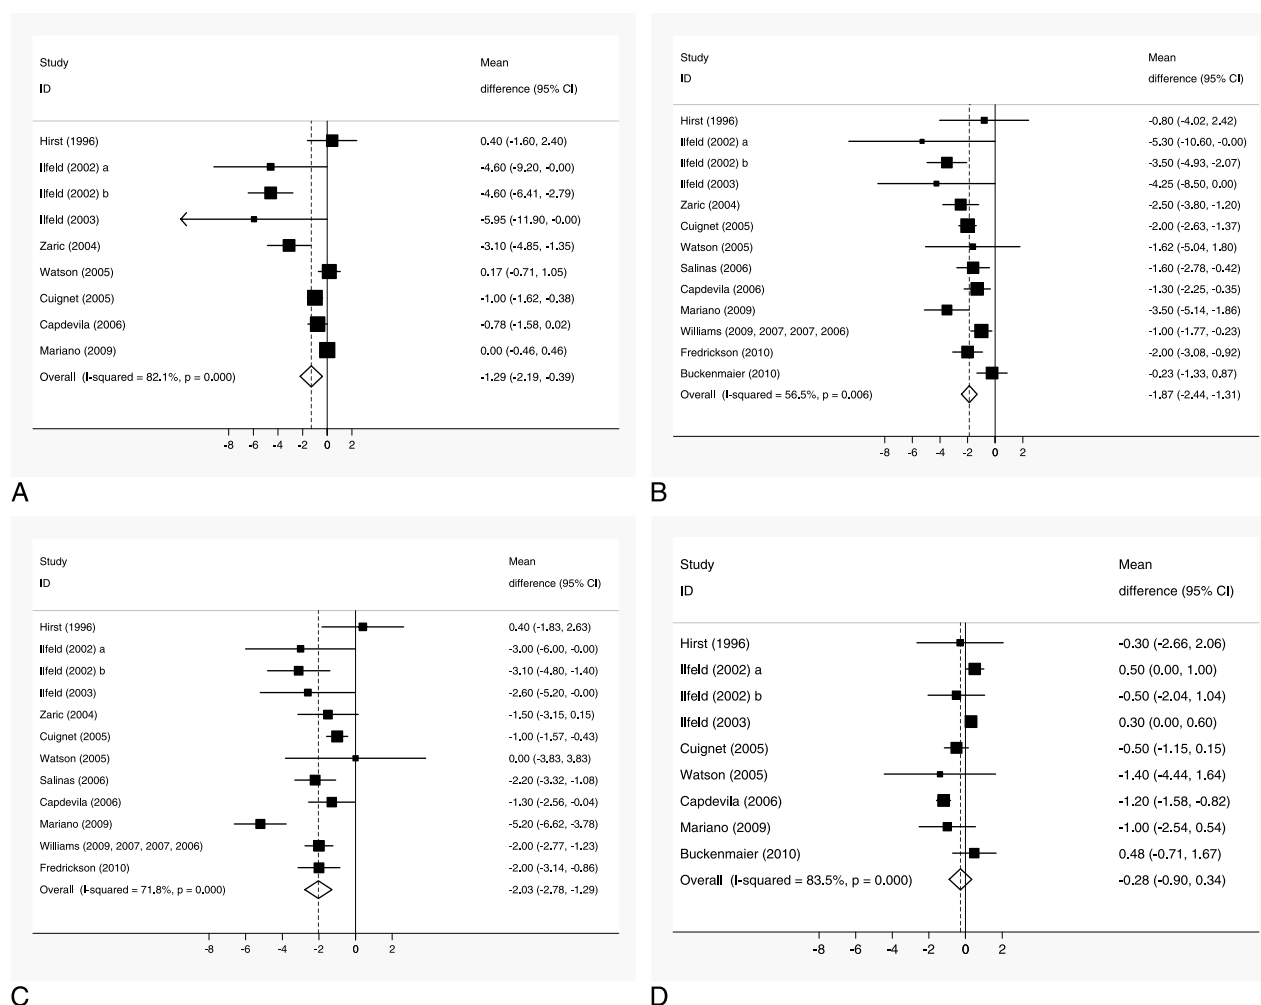 Study Mean
ID difference (95% CI)
Hirst (1996) 0.40 (-1.60, 2.40)
Ilfeld (2002) a -4.60 (-9.20, -0.00)
Ilfeld (2002) b -4.60 (-6.41, -2.79)
Ilfeld (2003) -5.95 (-11.90, -0.00)
Zaric (2004) -3.10 (-4.85, -1.35)
Watson (2005) 0.17 (-0.71, 1.05)
Cuignet (2005) -1.00 (-1.62, -0.38)
Capdevila (2006) -0.78 (-1.58, 0.02)
Mariano (2009) 0.00 (-0.46, 0.46)
Overall (I-squared = 82.1%, p = 0.000) -1.29 (-2.19, -0.39)
-8 -6 -4 -2 0 2
A
Study Mean
ID difference (95% CI)
Hirst (1996) -0.80 (-4.02, 2.42)
Ilfeld (2002) a -5.30 (-10.60, -0.00)
Ilfeld (2002) b -3.50 (-4.93, -2.07)
Ilfeld (2003) -4.25 (-8.50, 0.00)
Zaric (2004) -2.50 (-3.80, -1.20)
Cuignet (2005) -2.00 (-2.63, -1.37)
Watson (2005) -1.62 (-5.04, 1.80)
Salinas (2006) -1.60 (-2.78, -0.42)
Capdevila (2006) -1.30 (-2.25, -0.35)
Mariano (2009) -3.50 (-5.14, -1.86)
Williams (2009, 2007, 2007, 2006) -1.00 (-1.77, -0.23)
Fredrickson (2010) -2.00 (-3.08, -0.92)
Buckenmaier (2010) -0.23 (-1.33, 0.87)
Overall (I-squared = 56.5%, p = 0.006) -1.87 (-2.44, -1.31)
-8 -6 -4 -2 0 2
B
Study Mean
ID difference (95% CI)
Hirst (1996) 0.40 (-1.83, 2.63)
Ilfeld (2002) a -3.00 (-6.00, -0.00)
Ilfeld (2002) b -3.10 (-4.80, -1.40)
Ilfeld (2003) -2.60 (-5.20, -0.00)
Zaric (2004) -1.50 (-3.15, 0.15)
Cuignet (2005) -1.00 (-1.57, -0.43)
Watson (2005) 0.00 (-3.83, 3.83)
Salinas (2006) -2.20 (-3.32, -1.08)
Capdevila (2006) -1.30 (-2.56, -0.04)
Mariano (2009) -5.20 (-6.62, -3.78)
Williams (2009, 2007, 2007, 2006) -2.00 (-2.77, -1.23)
Fredrickson (2010) -2.00 (-3.14, -0.86)
Overall (I-squared = 71.8%, p = 0.000) -2.03 (-2.78, -1.29)
-8 -6 -4 -2 0 2
C
Study Mean
ID difference (95% CI)
Hirst (1996) -0.30 (-2.66, 2.06)
Ilfeld (2002) a 0.50 (0.00, 1.00)
Ilfeld (2002) b -0.50 (-2.04, 1.04)
Ilfeld (2003) 0.30 (0.00, 0.60)
Cuignet (2005) -0.50 (-1.15, 0.15)
Watson (2005) -1.40 (-4.44, 1.64)
Capdevila (2006) -1.20 (-1.58, -0.82)
Mariano (2009) -1.00 (-2.54, 0.54)
Buckenmaier (2010) 0.48 (-0.71, 1.67)
Overall (I-squared = 83.5%, p = 0.000) -0.28 (-0.90, 0.34)
-8 -6 -4 -2 0 2
D